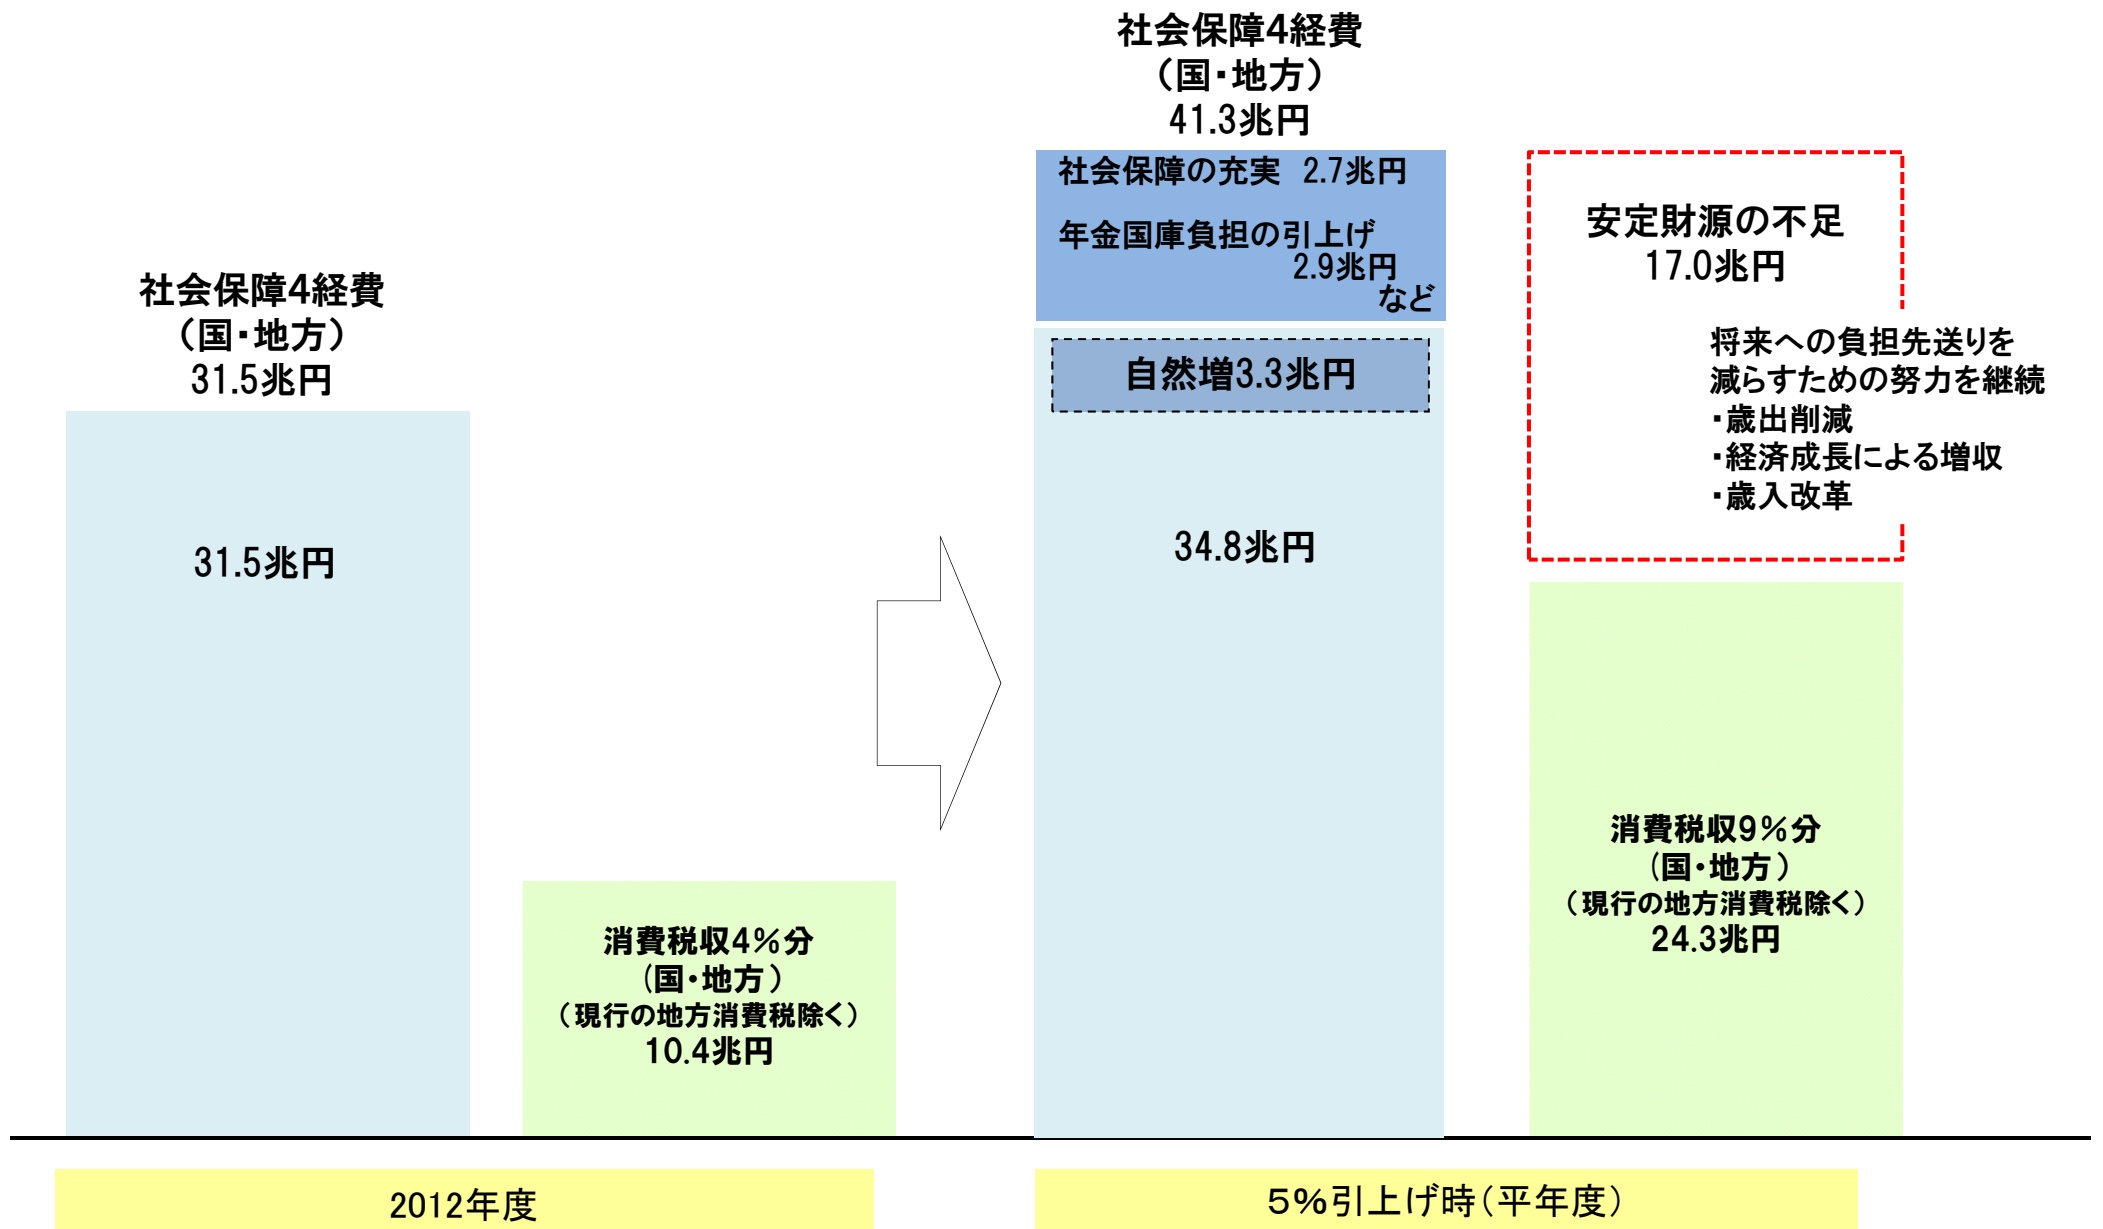 社会保障4経費
（国・地方）
31.5兆円
31.5兆円
消費税収4％分
(国・地方）
（現行の地方消費税除く）
10.4兆円
2012年度
社会保障4経費
（国・地方）
41.3兆円
社会保障の充実 2.7兆円
年金国庫負担の引上げ
2.9兆円
など
自然増3.3兆円
34.8兆円
安定財源の不足
17.0兆円
将来への負担先送りを
減らすための努力を継続
・歳出削減
・経済成長による増収
・歳入改革
消費税収9％分
(国・地方）
（現行の地方消費税除く）
24.3兆円
５％引上げ時（平年度）